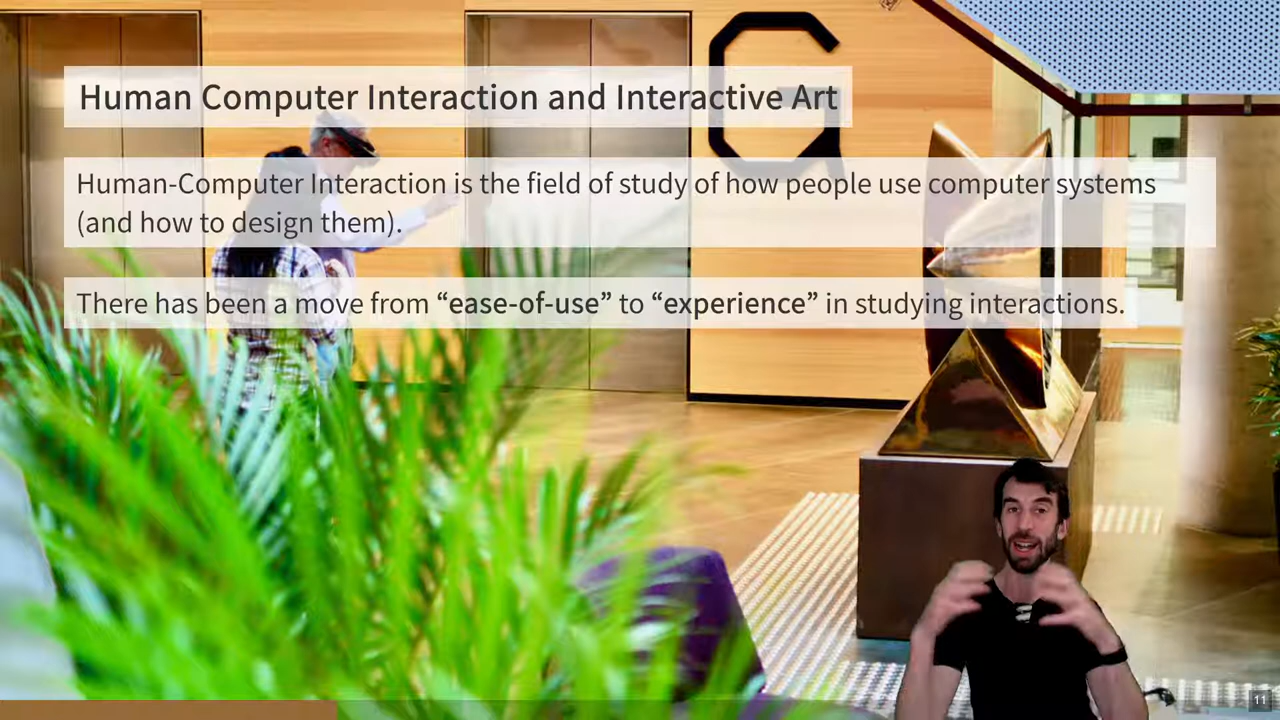 G
Human Computer Interaction and Interactive Art
Human-Computer Interaction is the field of study of how people use computer systems
(and how to design them).
There has been a move from “ease-of-use” to “experience” in studying interactions.
11